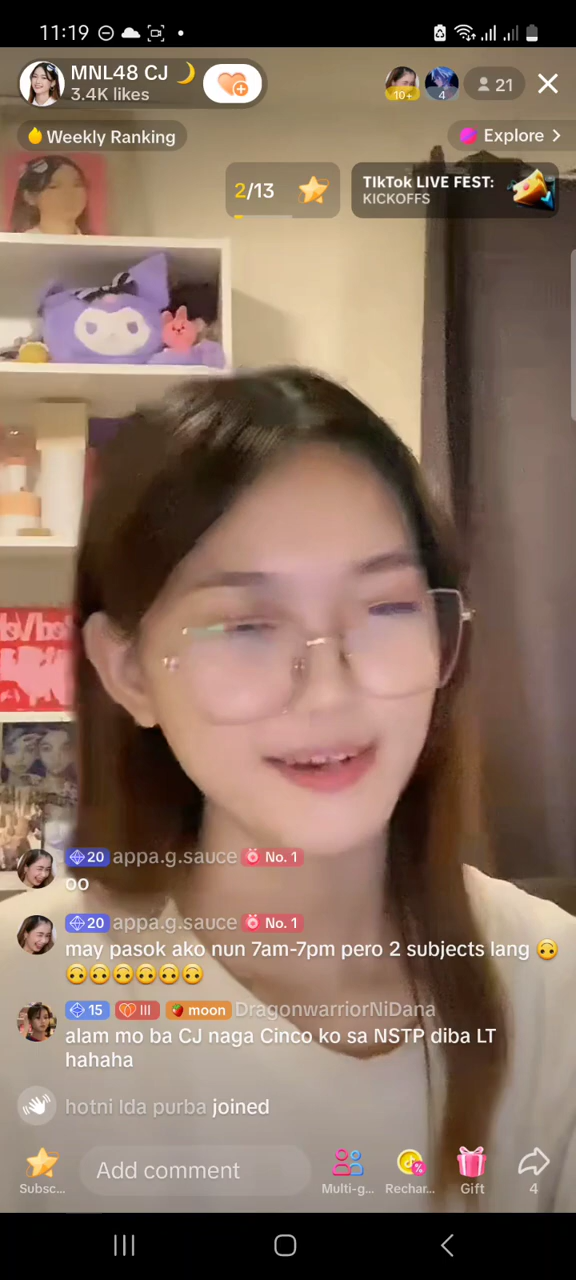 11:19
MNL48 CJ 🌙
3.4K likes
10+
4
21
Weekly Ranking
Explore >
2/13
TIkTok LIVE FEST:
KICKOFFS
20 appa.g.sauce No. 1
oo
20 appa.g.sauce No. 1
may pasok ako nun 7am-7pm pero 2 subjects lang 🙃
🙃🙃🙃🙃🙃🙃
15 III moon DragonwarriorNiDana
alam mo ba CJ naga Cinco ko sa NSTP diba LT
hahaha
hotni lda purba joined
Add comment
Subsc...
Multi-g...
Rechar...
Gift
4